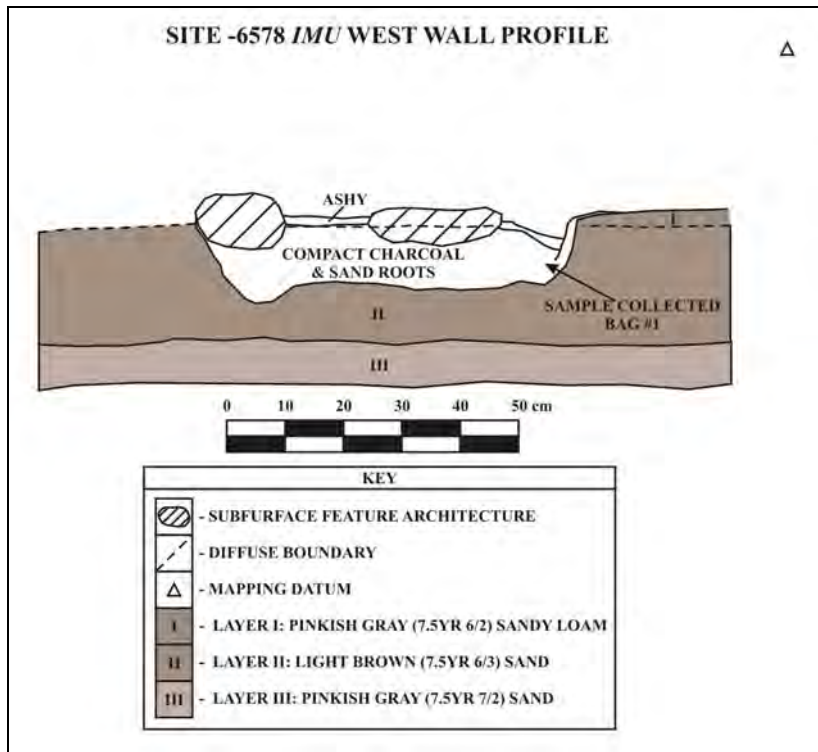 SITE -6578 IMU WEST WALL PROFILE
ASHY
I
COMPACT CHARCOAL
& SAND ROOTS
SAMPLE COLLECTED
BAG #1
II
III
0 10 20 30 40 50 cm
KEY
- SUBFURFACE FEATURE ARCHITECTURE
- DIFFUSE BOUNDARY
- MAPPING DATUM
I - LAYER I: PINKISH GRAY (7.5YR 6/2) SANDY LOAM
II - LAYER II: LIGHT BROWN (7.5YR 6/3) SAND
III - LAYER III: PINKISH GRAY (7.5YR 7/2) SAND